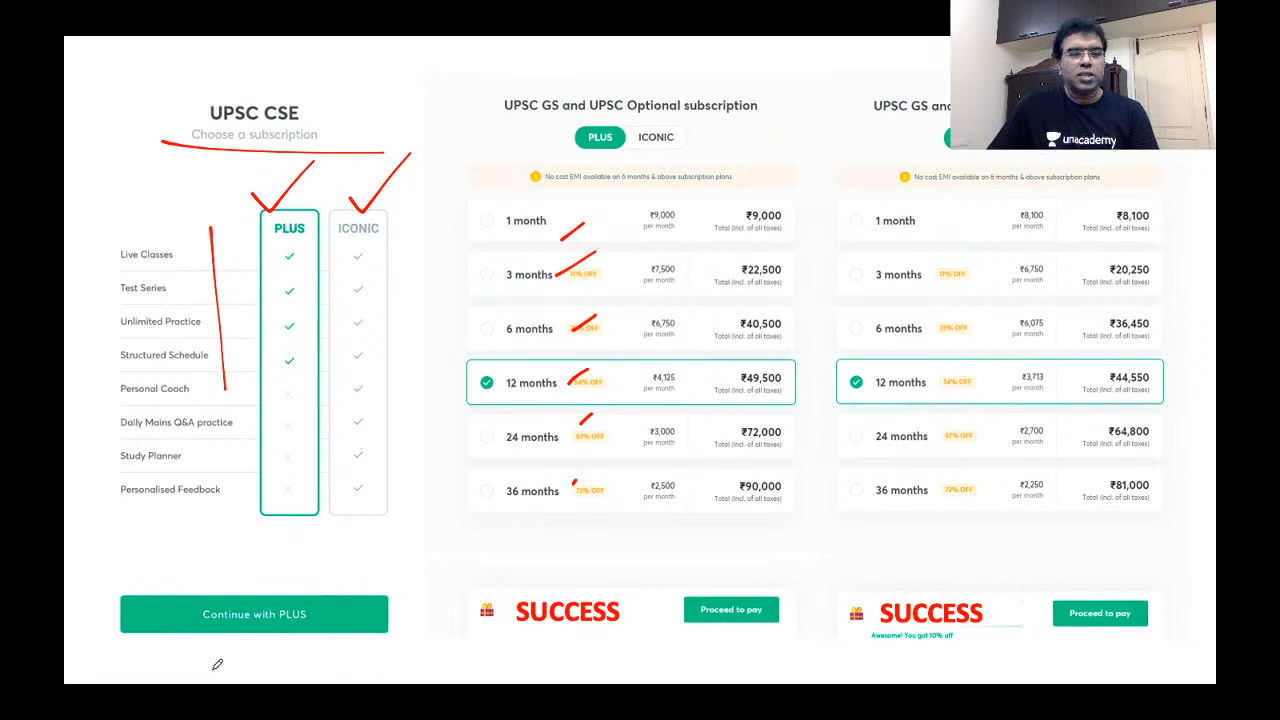 UPSC CSE
Choose a subscription
PLUS
ICONIC
Live Classes
Test Series
Unlimited Practice
Structured Schedule
Personal Coach
Daily Mains Q&A practice
Study Planner
Personalised Feedback
Continue with PLUS
UPSC GS and UPSC Optional subscription
PLUS
ICONIC
No cost EMI available on 6 months & above subscription plans
1 month
₹9,000
per month
₹9,000
Total (Incl. of all taxes)
3 months
17% OFF
₹7,500
per month
₹22,500
Total (Incl. of all taxes)
6 months
OFF
₹6,750
per month
₹40,500
Total (Incl. of all taxes)
12 months
54% OFF
₹4,125
per month
₹49,500
Total (Incl. of all taxes)
24 months
67% OFF
₹3,000
per month
₹72,000
Total (Incl. of all taxes)
36 months
72% OFF
₹2,500
per month
₹90,000
Total (Incl. of all taxes)
SUCCESS
Proceed to pay
UPSC GS and
No cost EMI available on 6 months & above subscription plans
1 month
₹8,100
per month
₹8,100
Total (Incl. of all taxes)
3 months
17% OFF
₹6,750
per month
₹20,250
Total (Incl. of all taxes)
6 months
25% OFF
₹6,075
per month
₹36,450
Total (Incl. of all taxes)
12 months
54% OFF
₹3,713
per month
₹44,550
Total (Incl. of all taxes)
24 months
67% OFF
₹2,700
per month
₹64,800
Total (Incl. of all taxes)
36 months
72% OFF
₹2,250
per month
₹81,000
Total (Incl. of all taxes)
SUCCESS
Awesome! You got 10% off
Proceed to pay
unacademy